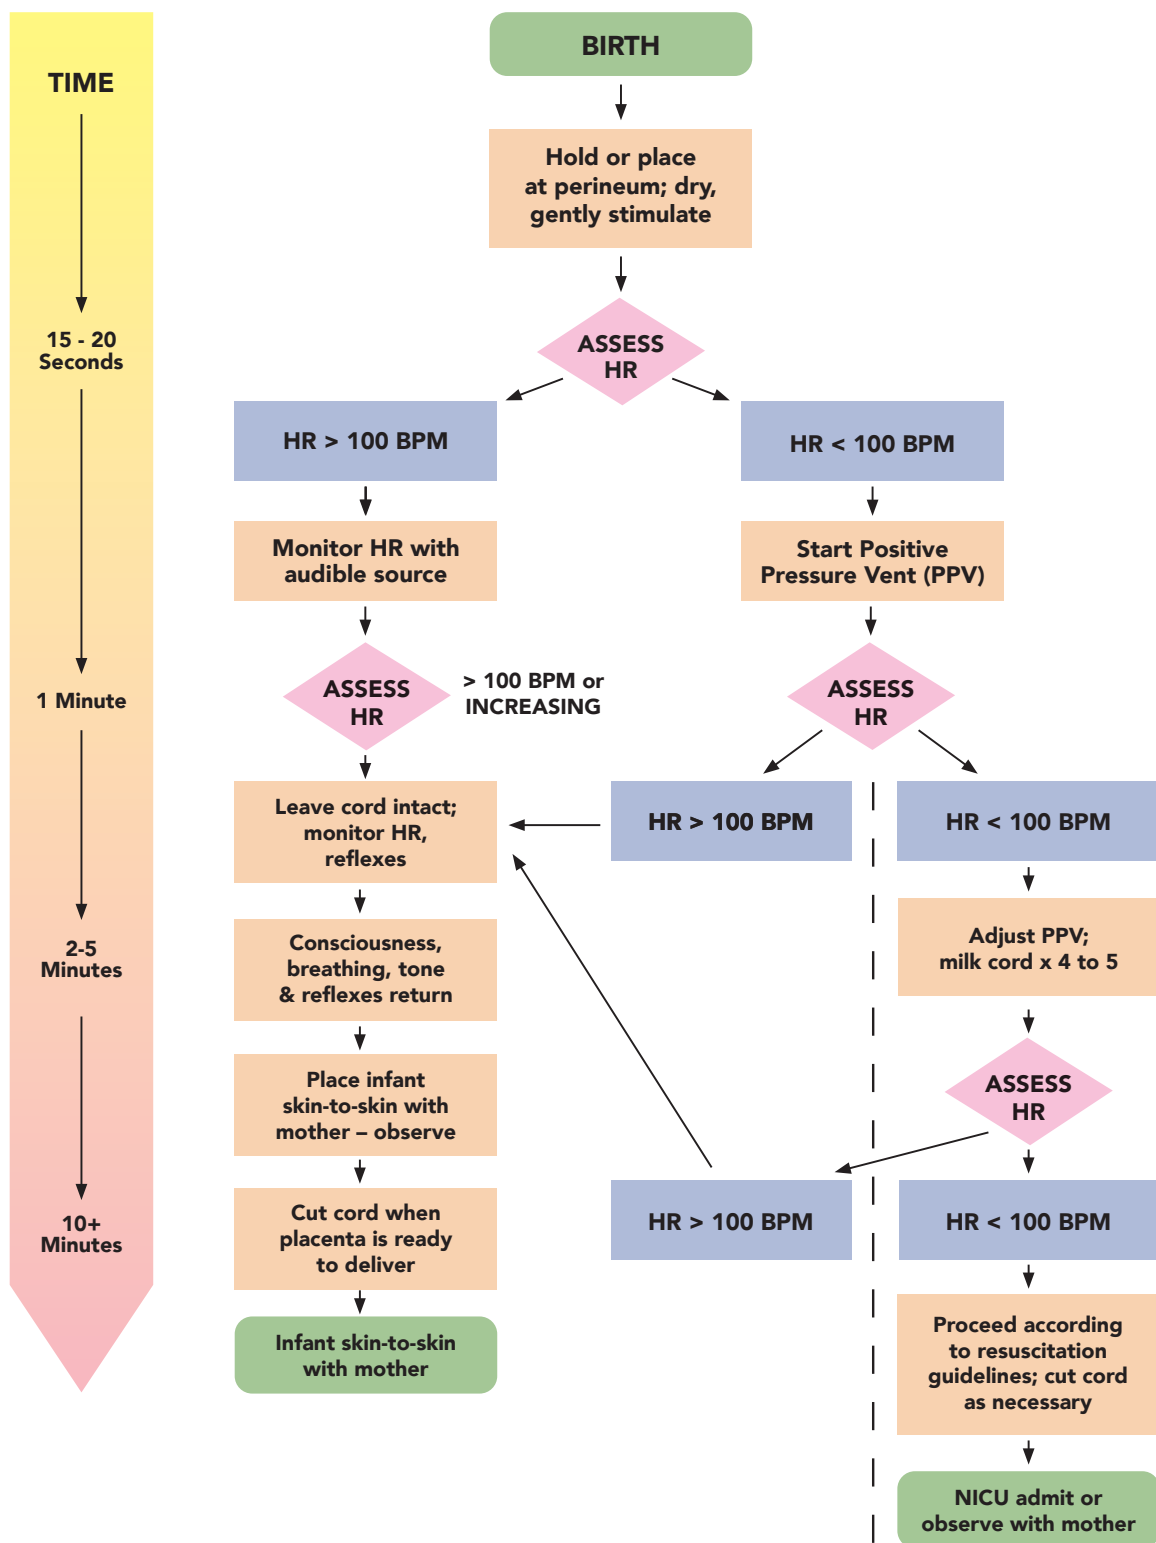 TIME
15 - 20
Seconds
1 Minute
2-5
Minutes
10+
Minutes
BIRTH
Hold or place
at perineum; dry,
gently stimulate
ASSESS
HR
HR > 100 BPM
HR < 100 BPM
Monitor HR with
audible source
Start Positive
Pressure Vent (PPV)
ASSESS
HR
> 100 BPM or
INCREASING
ASSESS
HR
Leave cord intact;
monitor HR,
reflexes
HR > 100 BPM
HR < 100 BPM
Consciousness,
breathing, tone
& reflexes return
Adjust PPV;
milk cord x 4 to 5
Place infant
skin-to-skin with
mother – observe
ASSESS
HR
Cut cord when
placenta is ready
to deliver
HR > 100 BPM
HR < 100 BPM
Infant skin-to-skin
with mother
Proceed according
to resuscitation
guidelines; cut cord
as necessary
NICU admit or
observe with mother